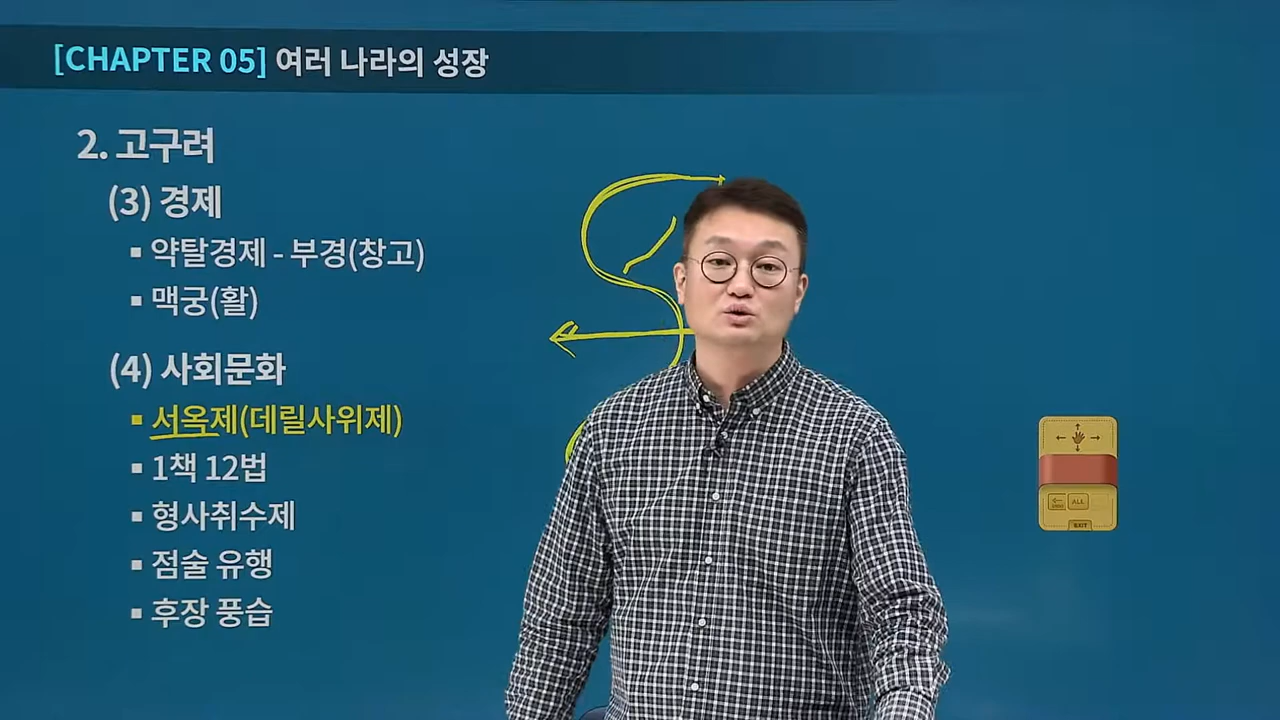 [CHAPTER 05] 여러 나라의 성장
2. 고구려
(3) 경제
▪ 약탈경제 - 부경(창고)
▪ 맥궁(활)
(4) 사회문화
▪ 서옥제(데릴사위제)
▪ 1책 12법
▪ 형사취수제
▪ 점술 유행
▪ 후장 풍습
ALL
EXIT